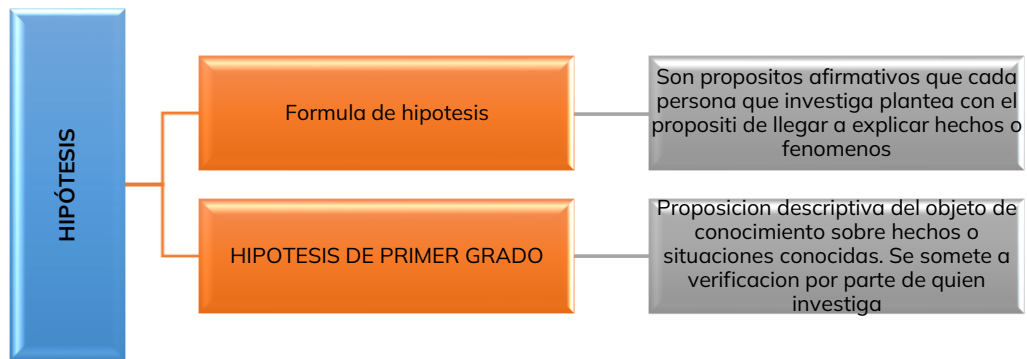 HIPÓTESIS
Formula de hipotesis
Son propositos afirmativos que cada
persona que investiga plantea con el
propositi de llegar a explicar hechos o
fenomenos
HIPOTESIS DE PRIMER GRADO
Proposicion descriptiva del objeto de
conocimiento sobre hechos o
situaciones conocidas. Se somete a
verificacion por parte de quien
investiga